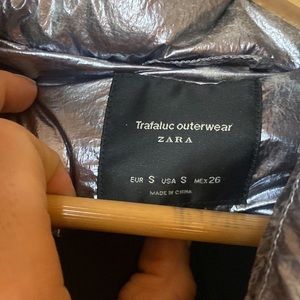 Trafaluc outerwear
ZARA
EUR S USA S MEX 26
MADE IN CHINA